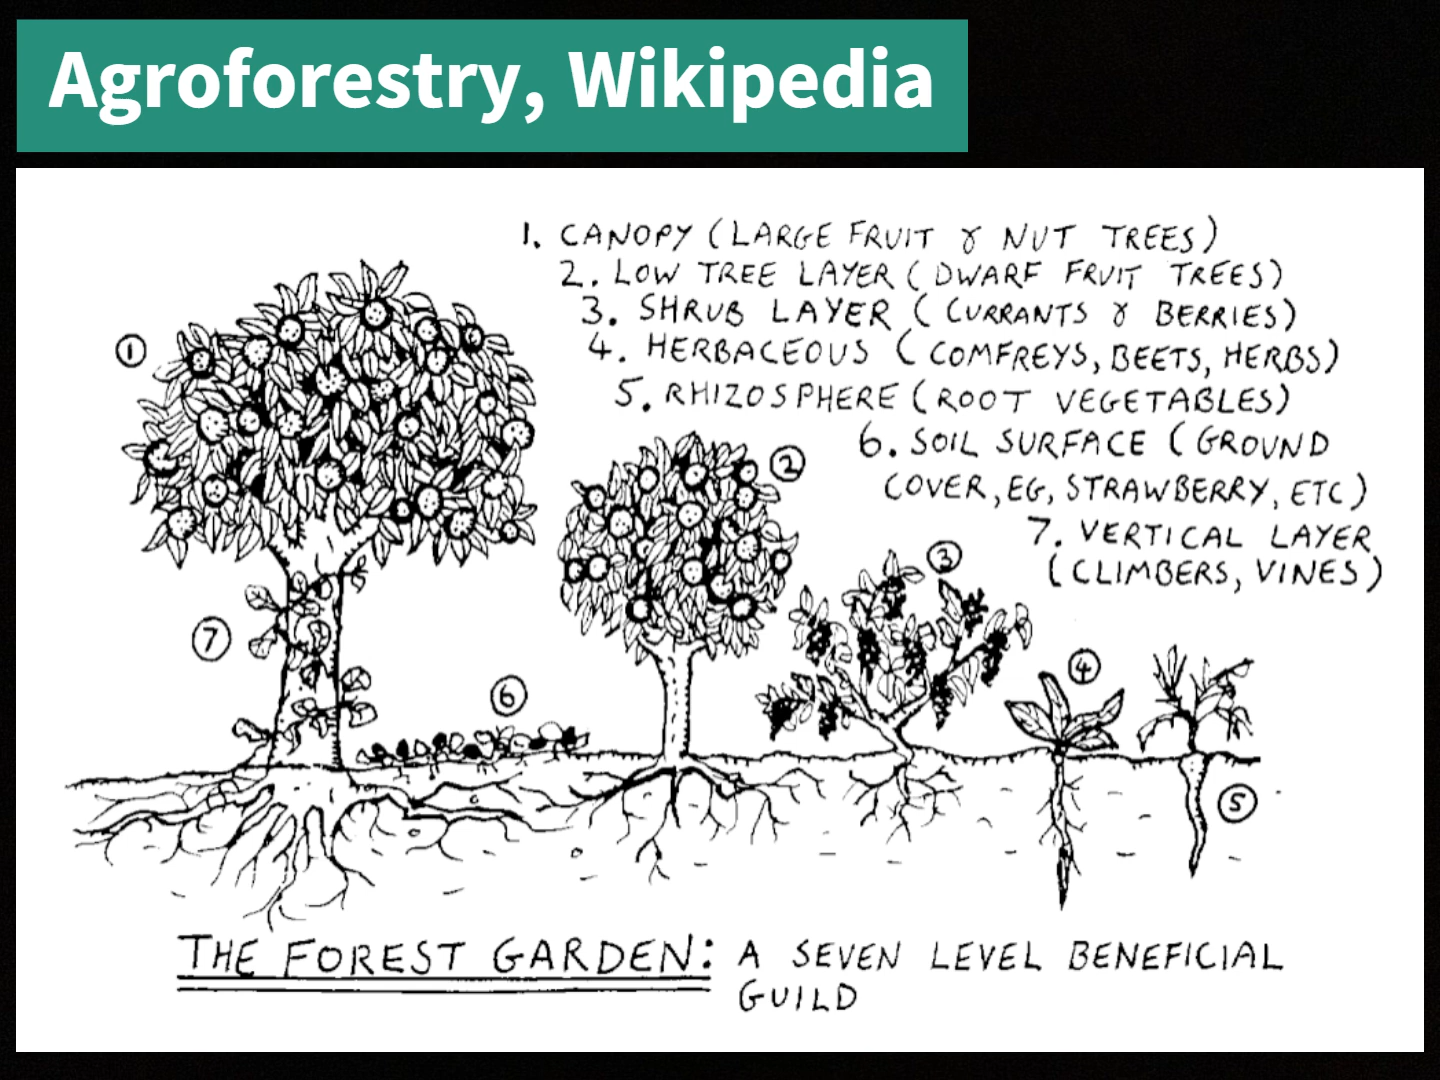 Agroforestry, Wikipedia
1. CANOPY (LARGE FRUIT & NUT TREES)
2. LOW TREE LAYER (DWARF FRUIT TREES)
3. SHRUB LAYER (CURRANTS & BERRIES)
4. HERBACEOUS (COMFREYS, BEETS, HERBS)
5. RHIZOSPHERE (ROOT VEGETABLES)
6. SOIL SURFACE (GROUND
COVER, EG, STRAWBERRY, ETC)
7. VERTICAL LAYER
(CLIMBERS, VINES)
1
2
3
7
4
6
5
THE FOREST GARDEN: A SEVEN LEVEL BENEFICIAL
GUILD